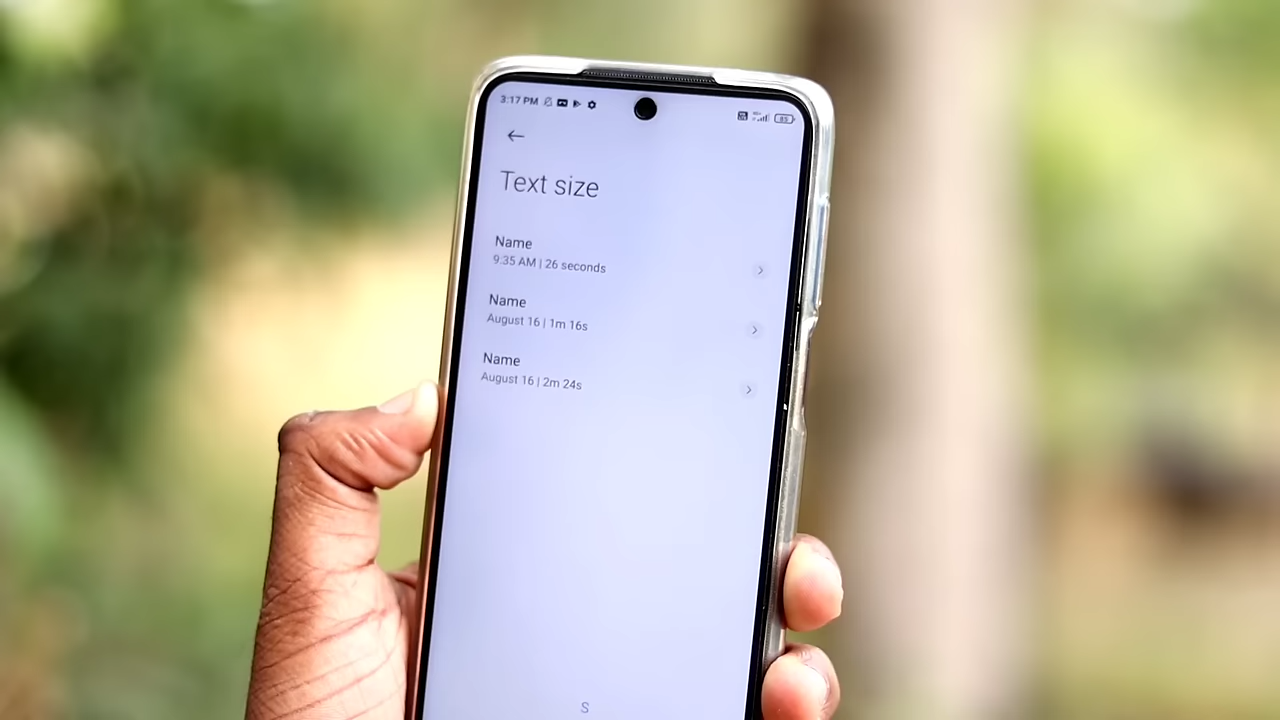 3:17 PM
85
Text size
Name
9:35 AM | 26 seconds
Name
August 16 | 1m 16s
Name
August 16 | 2m 24s
S